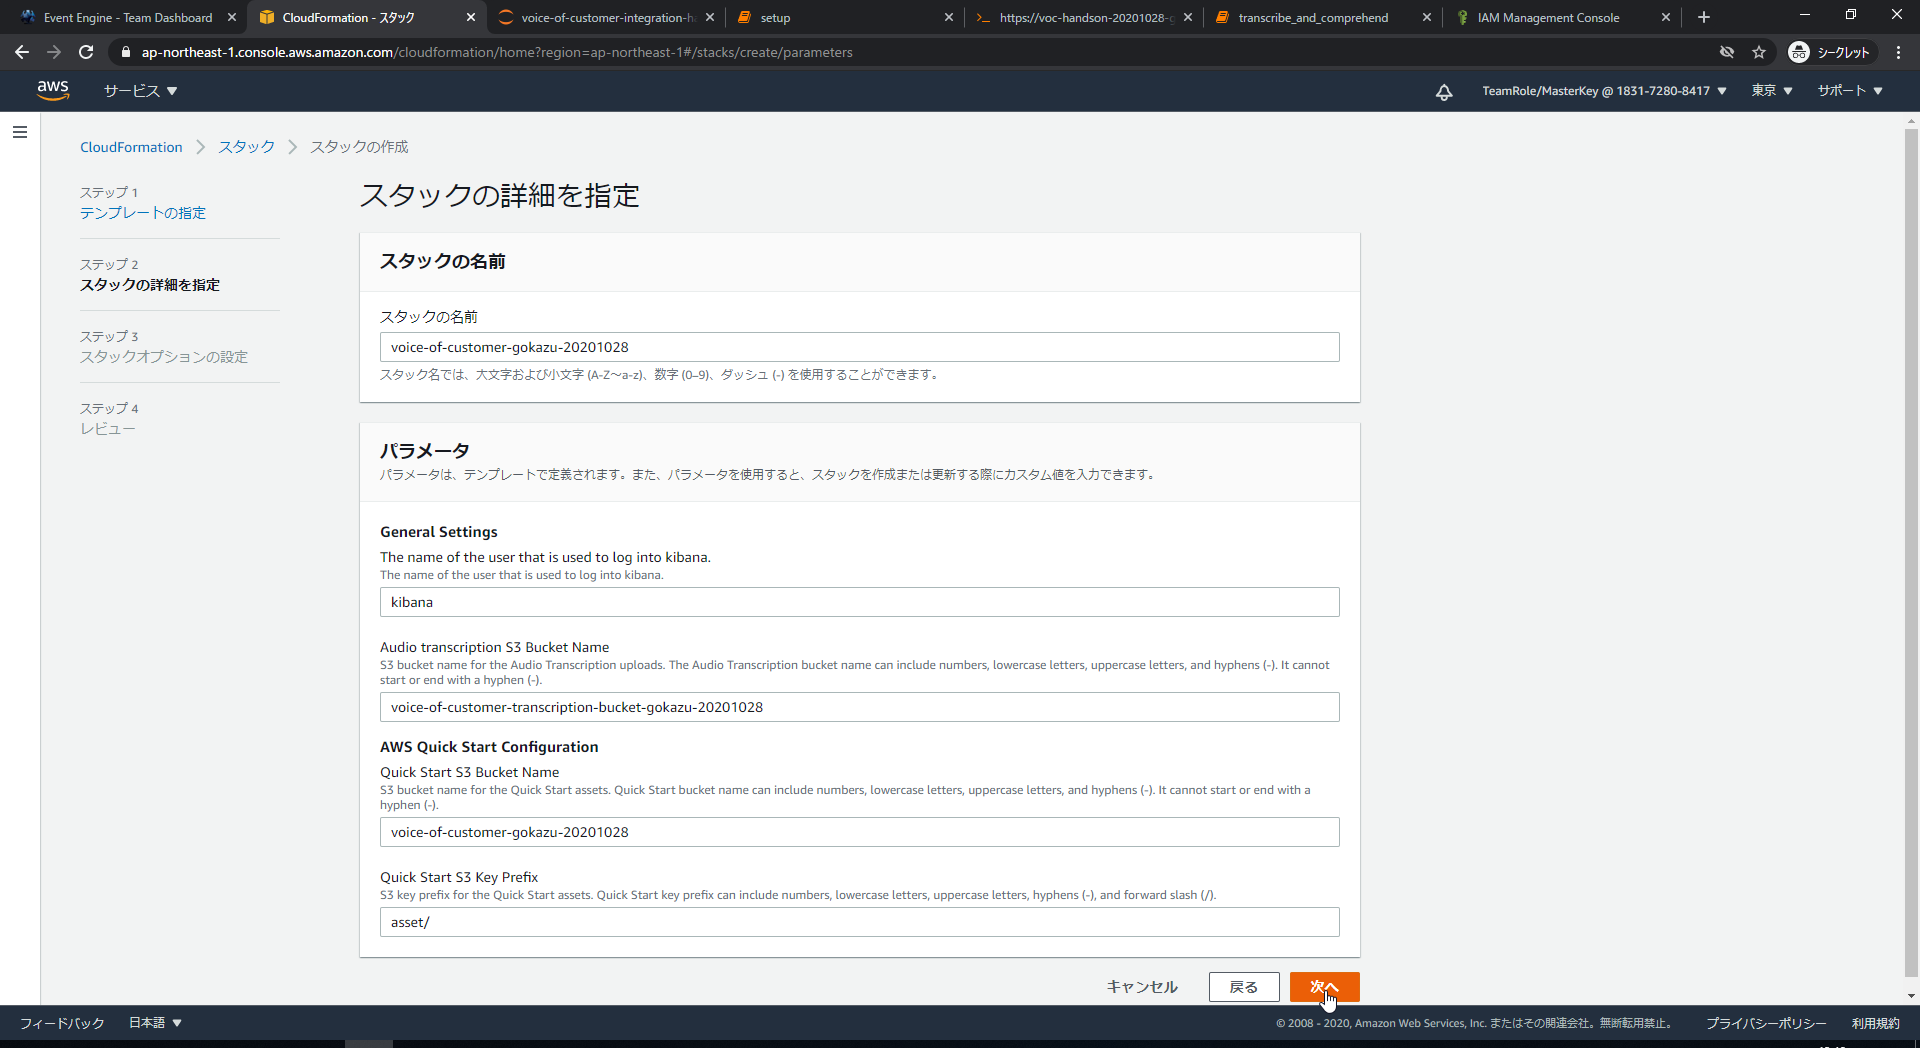 Event Engine - Team Dashboard
CloudFormation - スタック
voice-of-customer-integration-ha
setup
https://voc-handson-20201028-g
transcribe_and_comprehend
IAM Management Console
ap-northeast-1.console.aws.amazon.com/cloudformation/home?region=ap-northeast-1#/stacks/create/parameters
シークレット
aws
サービス
TeamRole/MasterKey @ 1831-7280-8417
東京
サポート
CloudFormation
スタック
スタックの作成
ステップ 1
テンプレートの指定
ステップ 2
スタックの詳細を指定
ステップ 3
スタックオプションの設定
ステップ 4
レビュー
スタックの詳細を指定
スタックの名前
スタックの名前
voice-of-customer-gokazu-20201028
スタック名では、大文字および小文字 (A-Z～a-z)、数字 (0–9)、ダッシュ (-) を使用することができます。
パラメータ
パラメータは、テンプレートで定義されます。また、パラメータを使用すると、スタックを作成または更新する際にカスタム値を入力できます。
General Settings
The name of the user that is used to log into kibana.
The name of the user that is used to log into kibana.
kibana
Audio transcription S3 Bucket Name
S3 bucket name for the Audio Transcription uploads. The Audio Transcription bucket name can include numbers, lowercase letters, uppercase letters, and hyphens (-). It cannot
start or end with a hyphen (-).
voice-of-customer-transcription-bucket-gokazu-20201028
AWS Quick Start Configuration
Quick Start S3 Bucket Name
S3 bucket name for the Quick Start assets. Quick Start bucket name can include numbers, lowercase letters, uppercase letters, and hyphens (-). It cannot start or end with a
hyphen (-).
voice-of-customer-gokazu-20201028
Quick Start S3 Key Prefix
S3 key prefix for the Quick Start assets. Quick Start key prefix can include numbers, lowercase letters, uppercase letters, hyphens (-), and forward slash (/).
asset/
キャンセル
戻る
次へ
フィードバック
日本語
© 2008 - 2020, Amazon Web Services, Inc. またはその関連会社。無断転用禁止。
プライバシーポリシー
利用規約